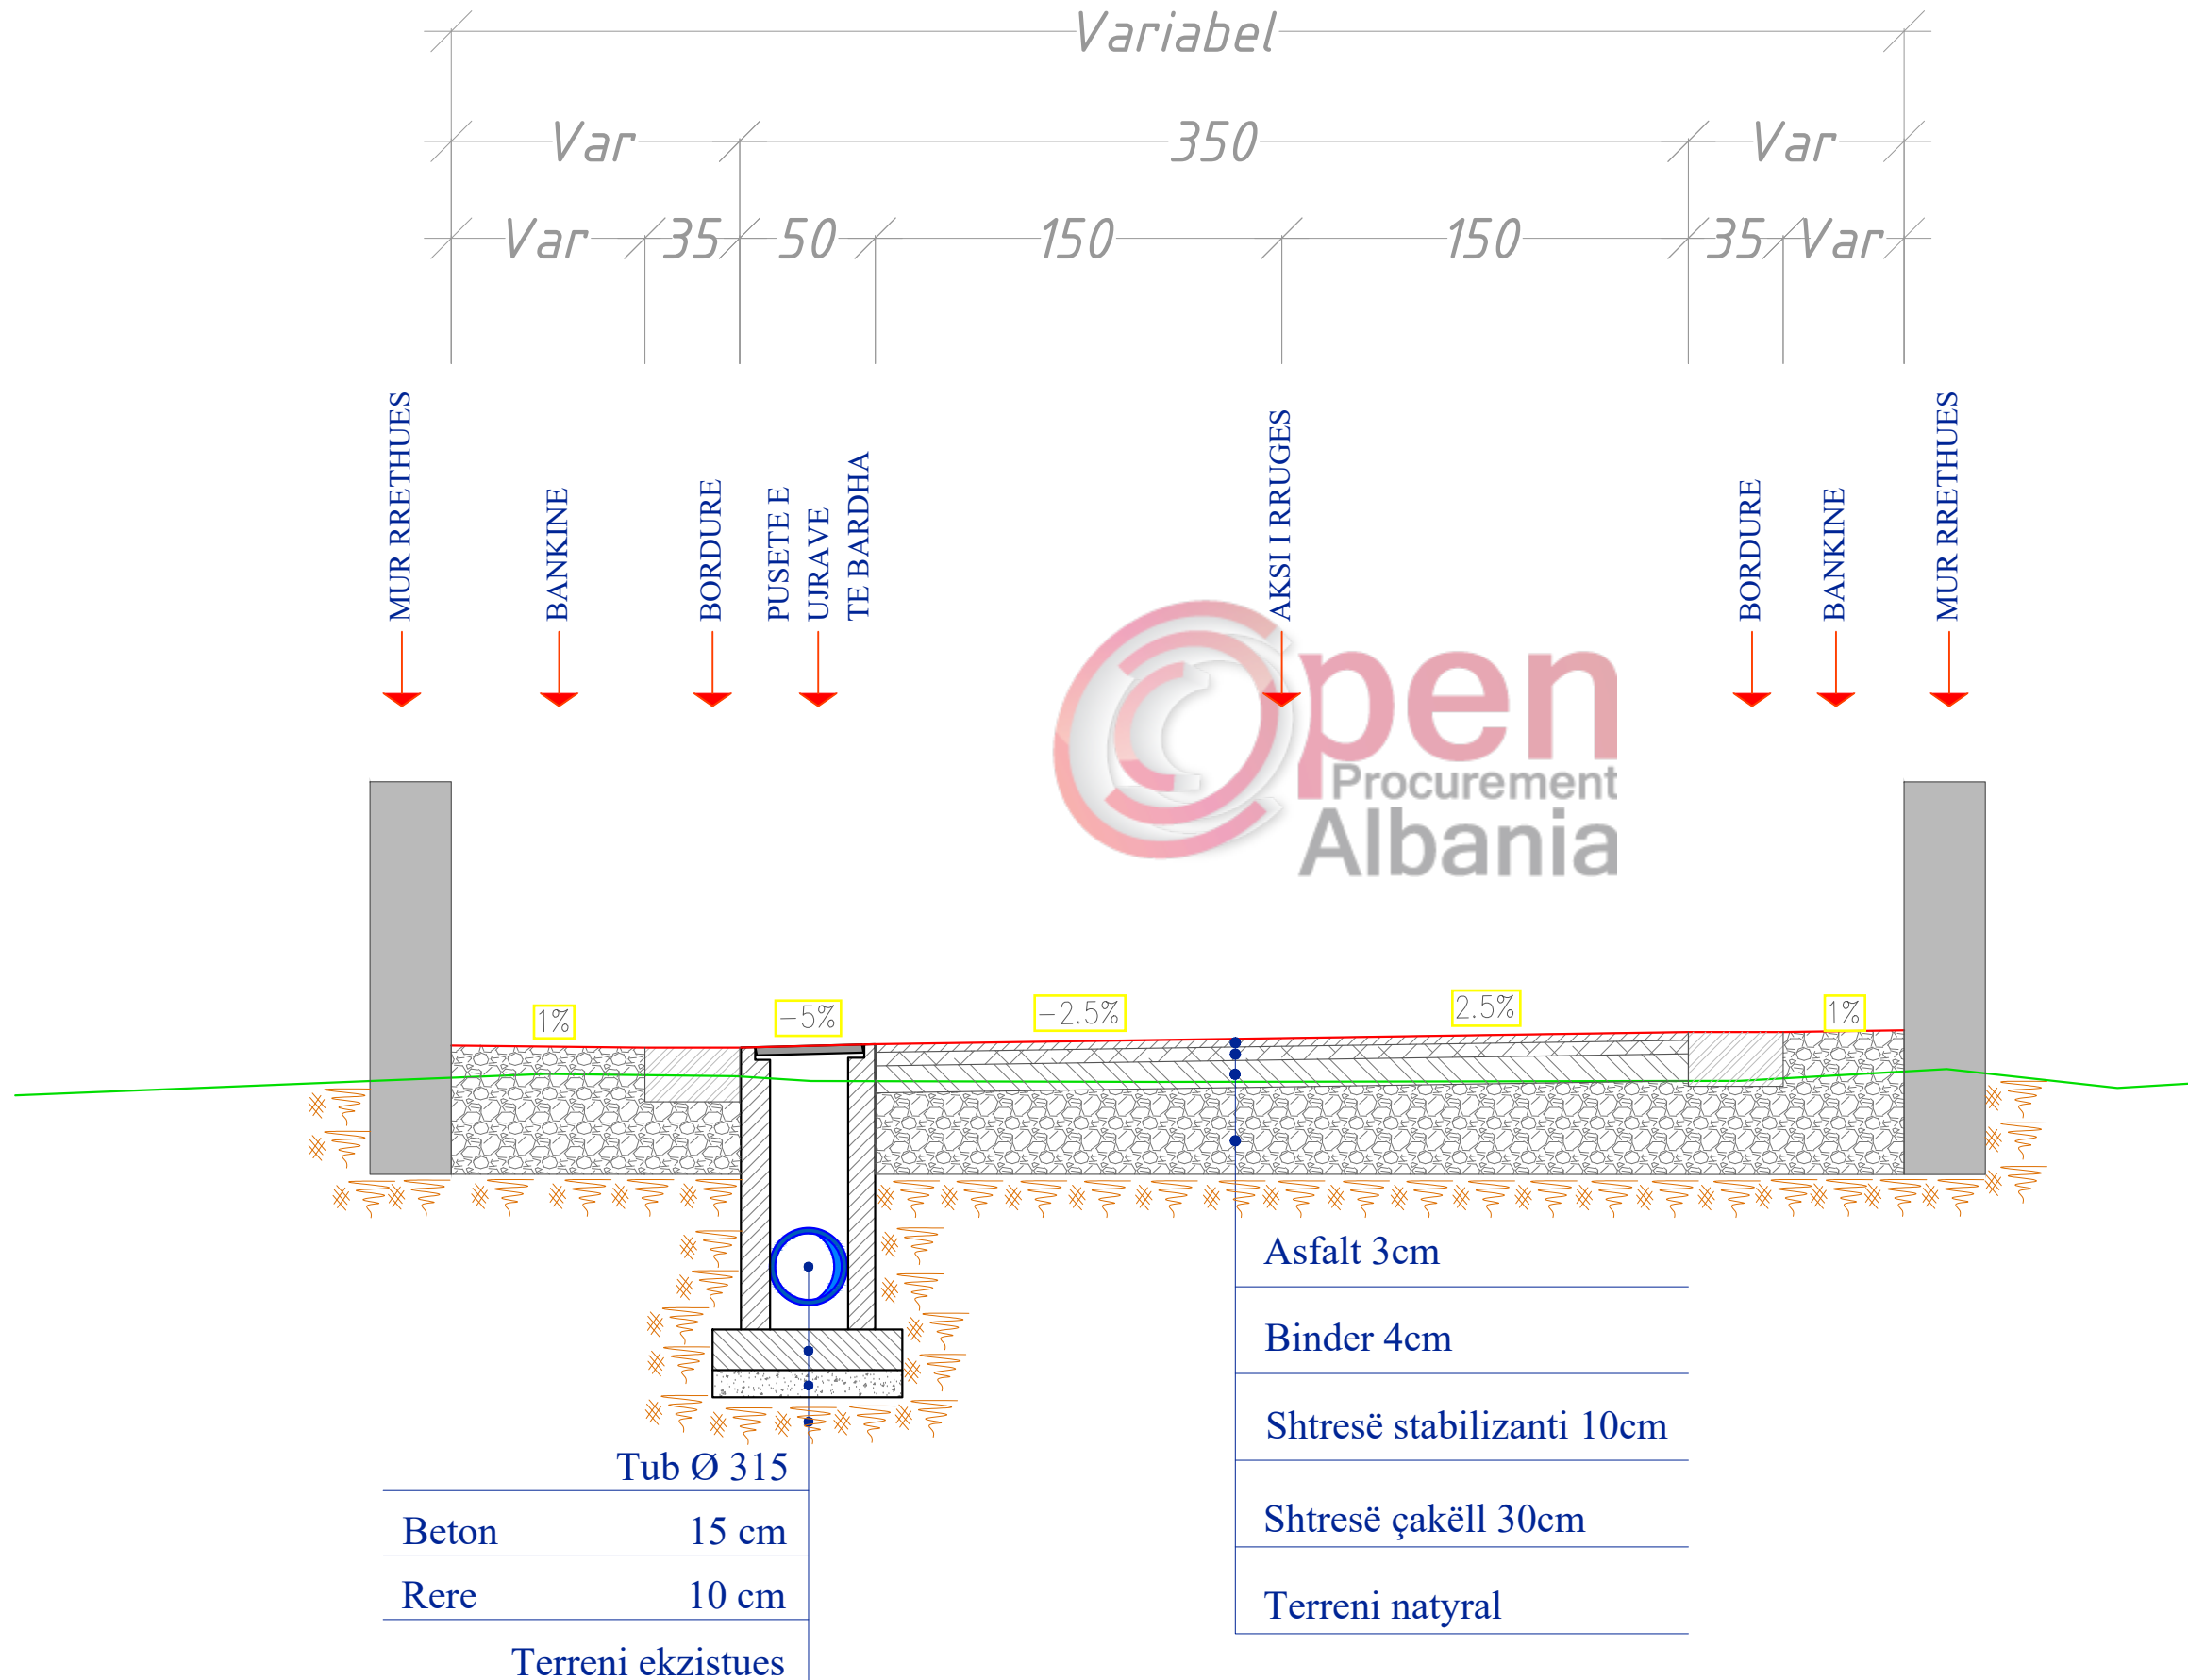 Variabel
Var 350 Var
Var 35 50 150 150 35 Var
MUR RRETHUES
BANKINE
BORDURE
PUSETE E
UJRAVE
TE BARDHA
AKSI I RRUGES
BORDURE
BANKINE
MUR RRETHUES
Open
Procurement
Albania
1%
-5%
-2.5%
2.5%
1%
Asfalt 3cm
Binder 4cm
Shtresë stabilizanti 10cm
Shtresë çakëll 30cm
Terreni natyral
Tub Ø 315
Beton 15 cm
Rere 10 cm
Terreni ekzistues